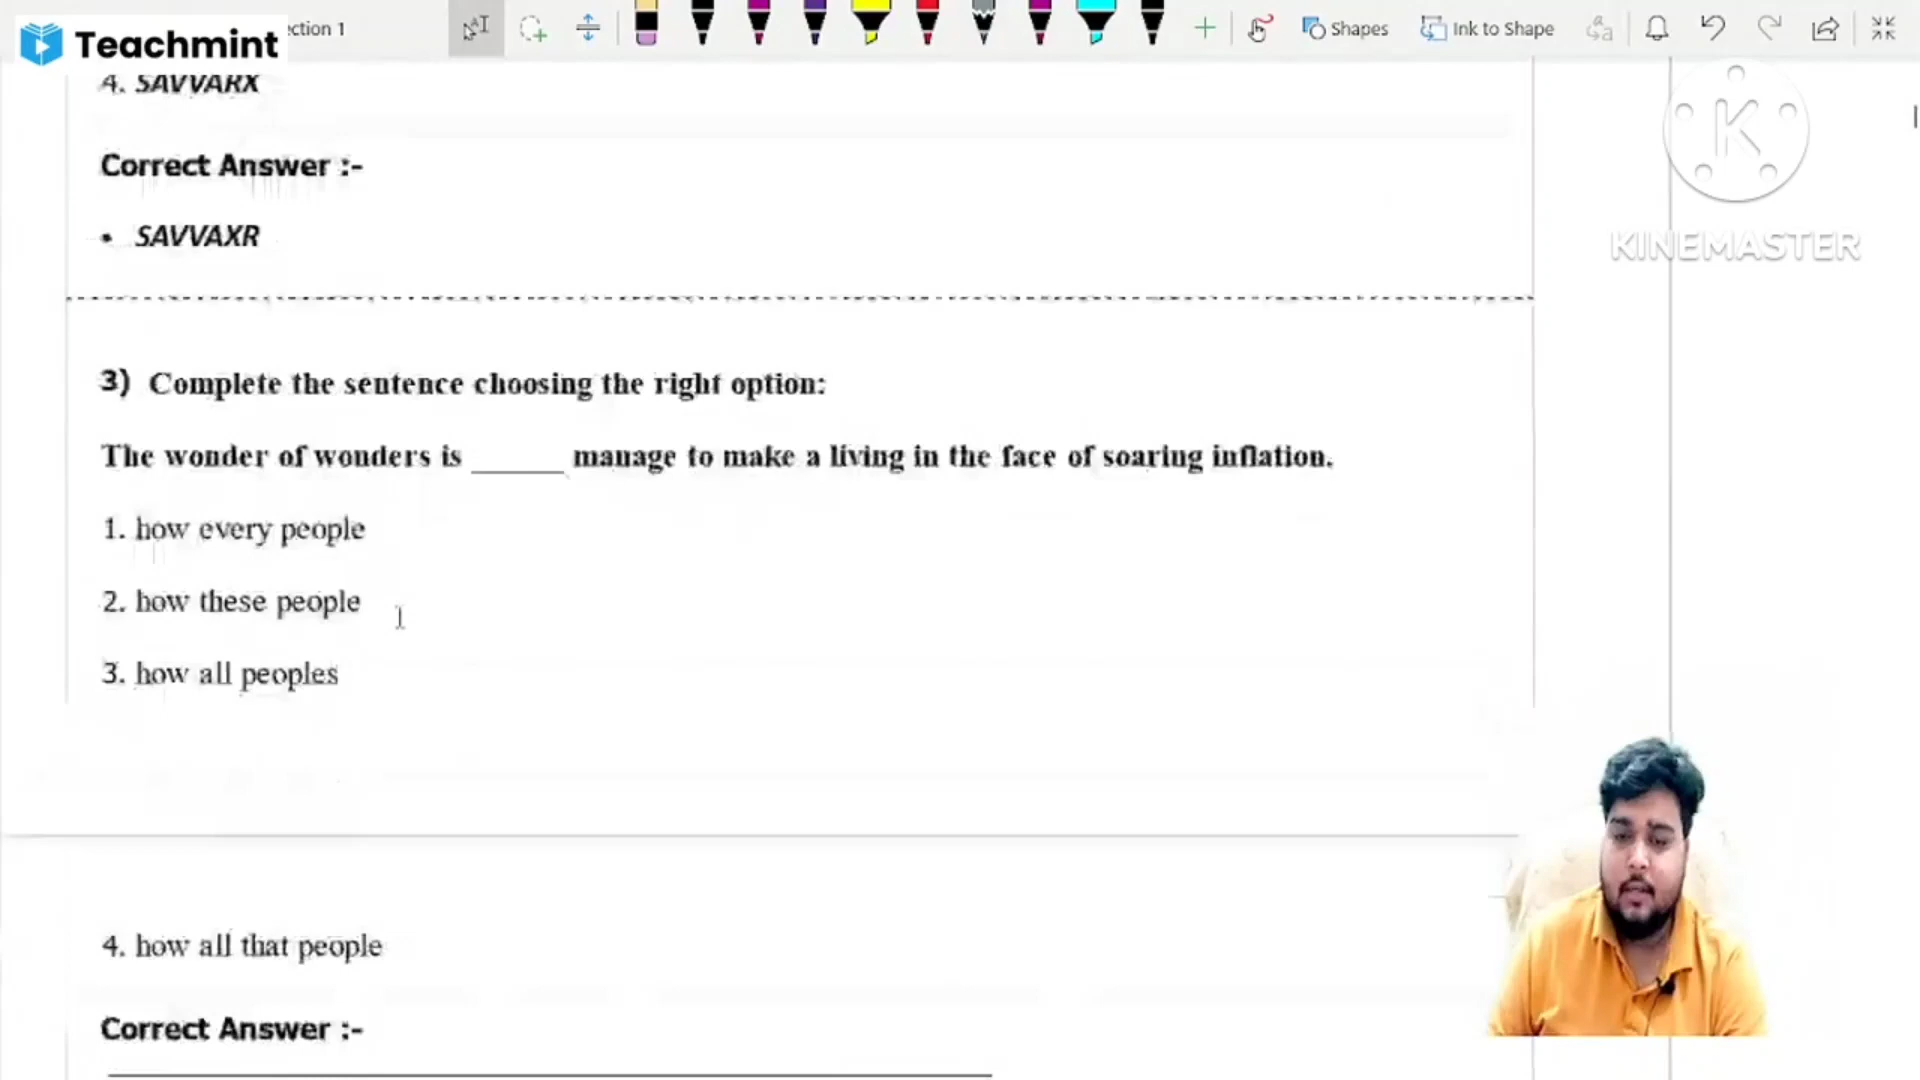 Teachmint
ection 1
Shapes
Ink to Shape
4. SAVVARX
Correct Answer :-
• SAVVAXR
KINEMASTER
3) Complete the sentence choosing the right option:
The wonder of wonders is ______ manage to make a living in the face of soaring inflation.
1. how every people
2. how these people
3. how all peoples
4. how all that people
Correct Answer :-